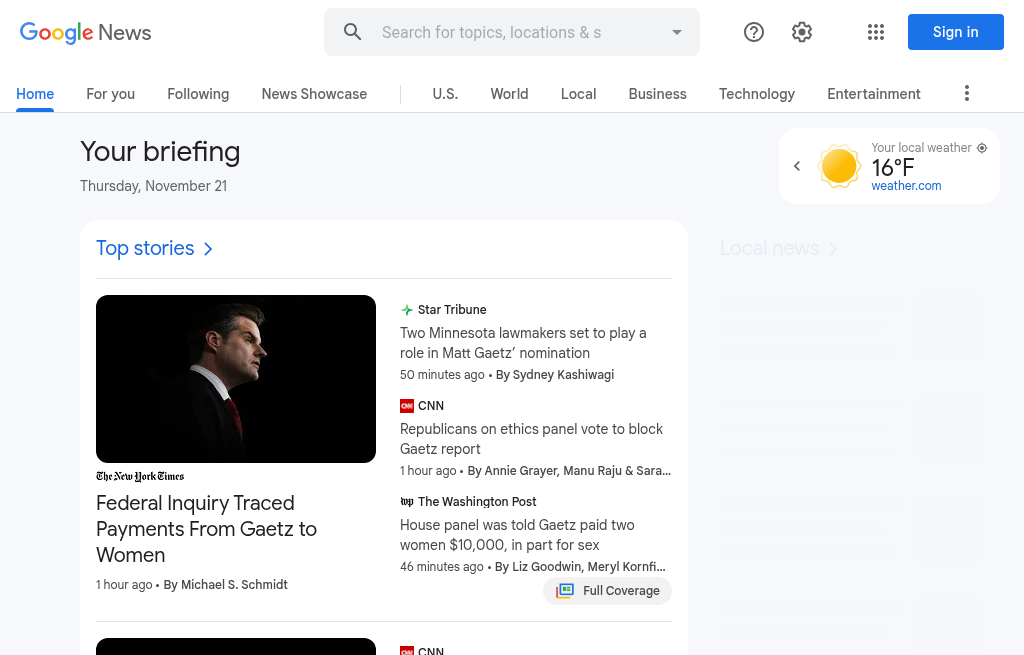 Google News
Search for topics, locations & s
Sign in
Home
For you
Following
News Showcase
U.S.
World
Local
Business
Technology
Entertainment
Your briefing
Thursday, November 21
Your local weather
16°F
weather.com
Top stories
Local news
The New York Times
Federal Inquiry Traced
Payments From Gaetz to
Women
1 hour ago • By Michael S. Schmidt
Star Tribune
Two Minnesota lawmakers set to play a
role in Matt Gaetz’ nomination
50 minutes ago • By Sydney Kashiwagi
CNN CNN
Republicans on ethics panel vote to block
Gaetz report
1 hour ago • By Annie Grayer, Manu Raju & Sara...
wp The Washington Post
House panel was told Gaetz paid two
women $10,000, in part for sex
46 minutes ago • By Liz Goodwin, Meryl Kornfi...
Full Coverage
CNN CNN